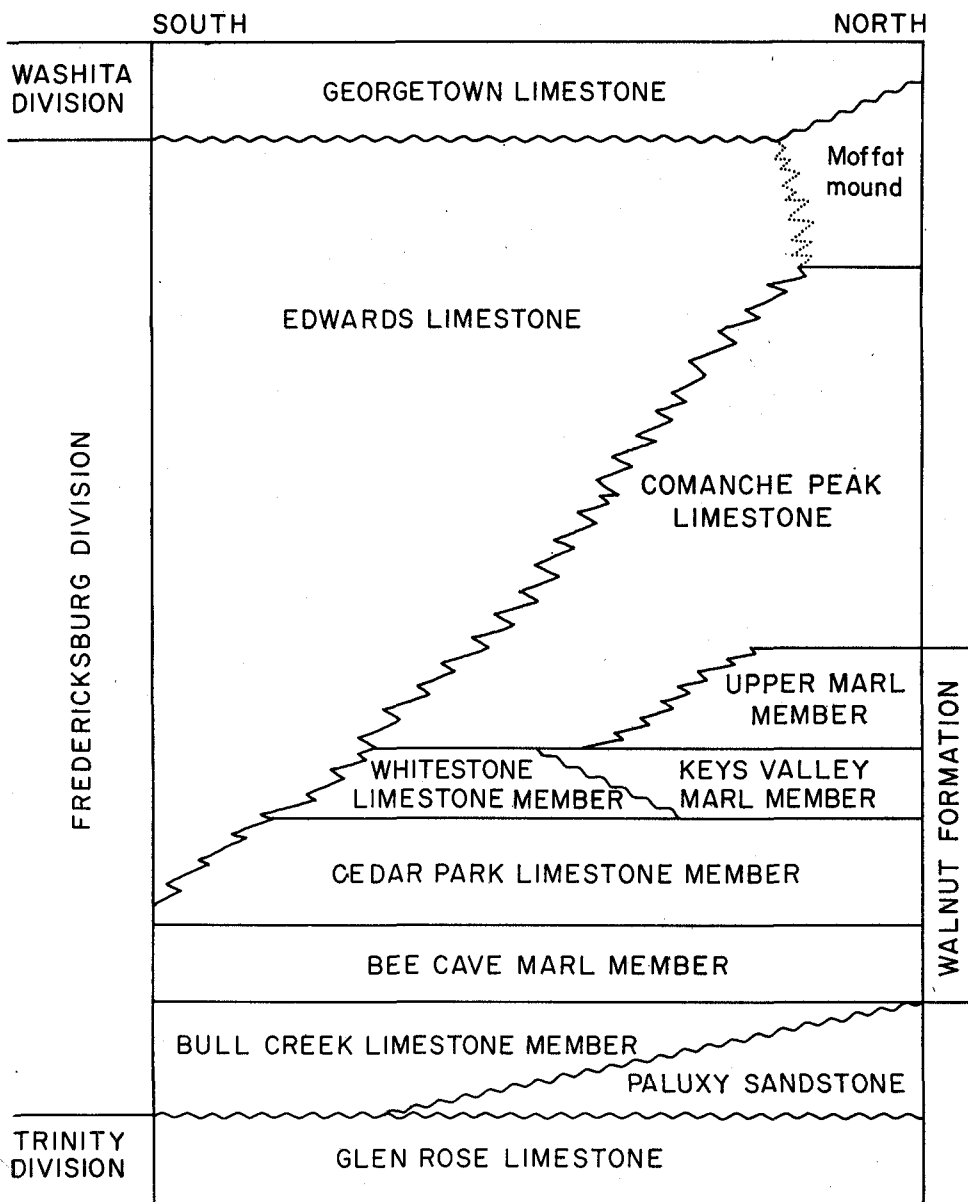 SOUTH
NORTH
WASHITA
DIVISION
GEORGETOWN LIMESTONE
Moffat
mound
EDWARDS LIMESTONE
FREDERICKSBURG DIVISION
COMANCHE PEAK
LIMESTONE
UPPER MARL
MEMBER
WHITESTONE
LIMESTONE MEMBER
KEYS VALLEY
MARL MEMBER
CEDAR PARK LIMESTONE MEMBER
WALNUT FORMATION
BEE CAVE MARL MEMBER
BULL CREEK LIMESTONE MEMBER
PALUXY SANDSTONE
TRINITY
DIVISION
GLEN ROSE LIMESTONE